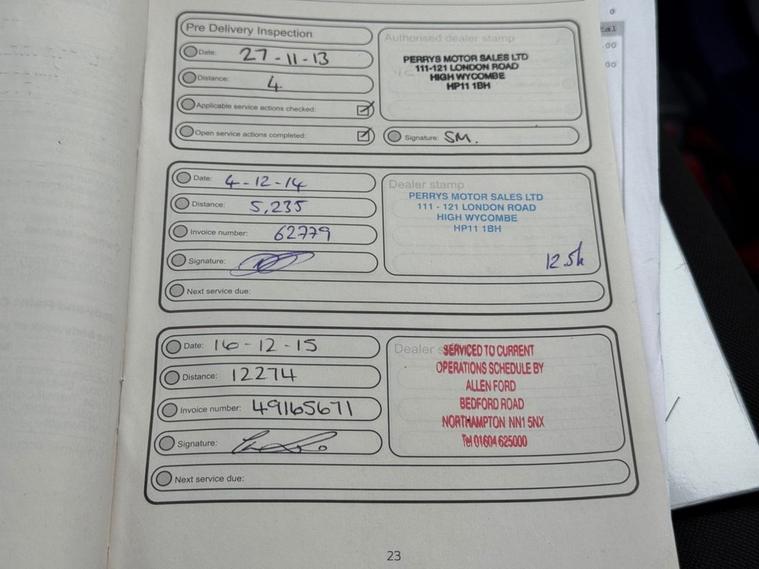 Pre Delivery Inspection
Date: 27-11-13
Distance: 4
Applicable service actions checked:
Open service actions completed:
Authorised dealer stamp
PERRYS MOTOR SALES LTD
111-121 LONDON ROAD
HIGH WYCOMBE
HP11 1BH
Signature: SM.
Date: 4-12-14
Distance: 5,235
Invoice number: 62779
Signature:
Next service due:
Dealer stamp
PERRYS MOTOR SALES LTD
111 - 121 LONDON ROAD
HIGH WYCOMBE
HP11 1BH
12.5k
Date: 16-12-15
Distance: 12274
Invoice number: 49165671
Signature:
Next service due:
Dealer
SERVICED TO CURRENT
OPERATIONS SCHEDULE BY
ALLEN FORD
BEDFORD ROAD
NORTHAMPTON NN1 5NX
Tel 01604 625000
23